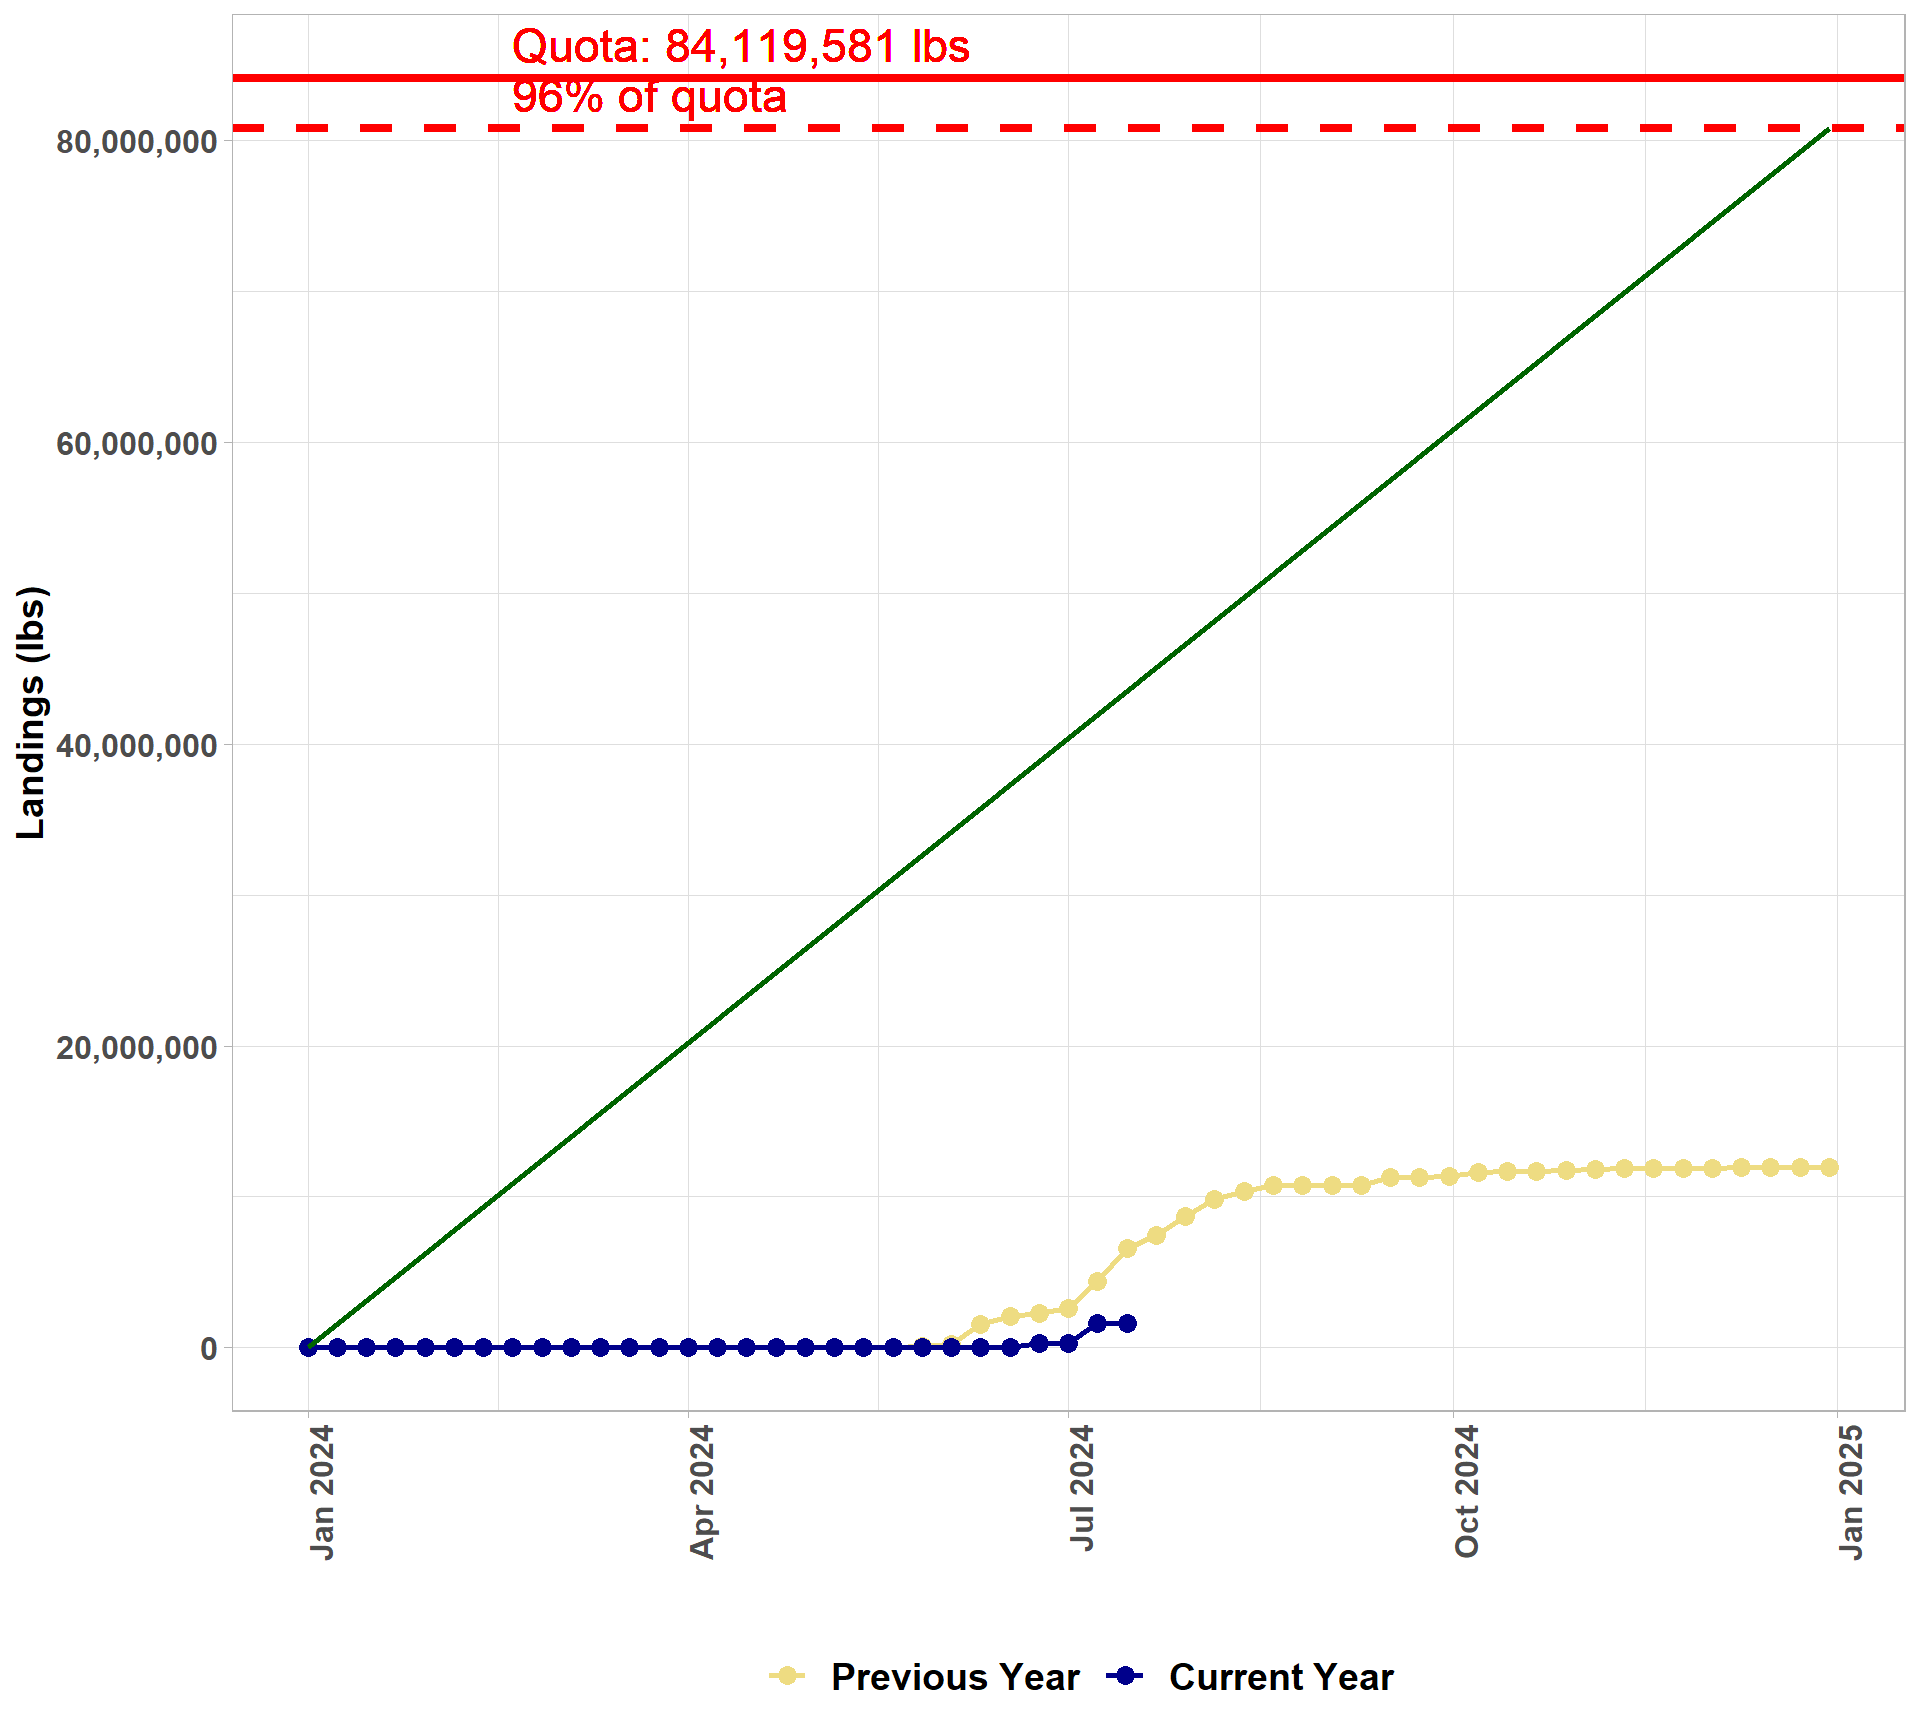 Quota: 84,119,581 lbs
96% of quota
80,000,000
60,000,000
40,000,000
20,000,000
0
Landings (lbs)
Jan 2024
Apr 2024
Jul 2024
Oct 2024
Jan 2025
Previous Year
Current Year